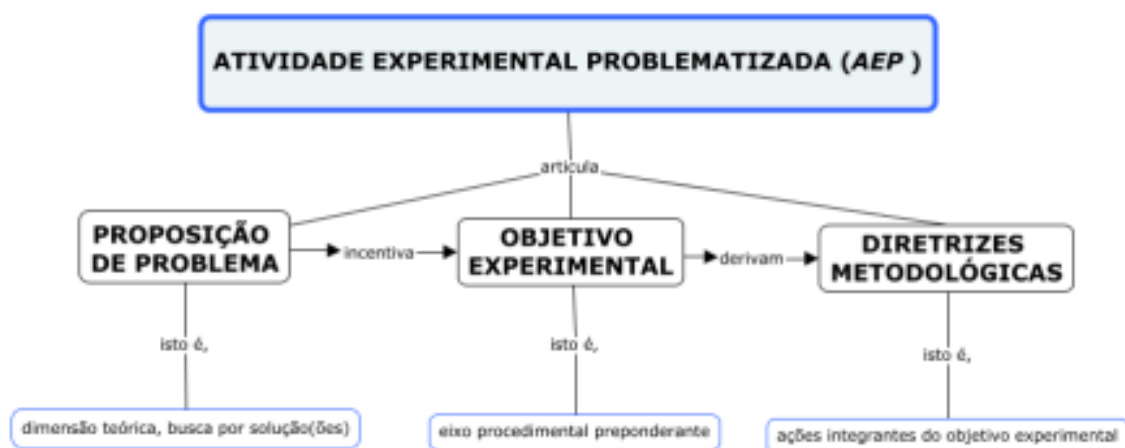 ATIVIDADE EXPERIMENTAL PROBLEMATIZADA (AEP )
articula
PROPOSIÇÃO
DE PROBLEMA
incentiva
OBJETIVO
EXPERIMENTAL
derivam
DIRETRIZES
METODOLÓGICAS
isto é,
isto é,
isto é,
dimensão teórica, busca por solução(ões)
eixo procedimental preponderante
ações integrantes do objetivo experimental